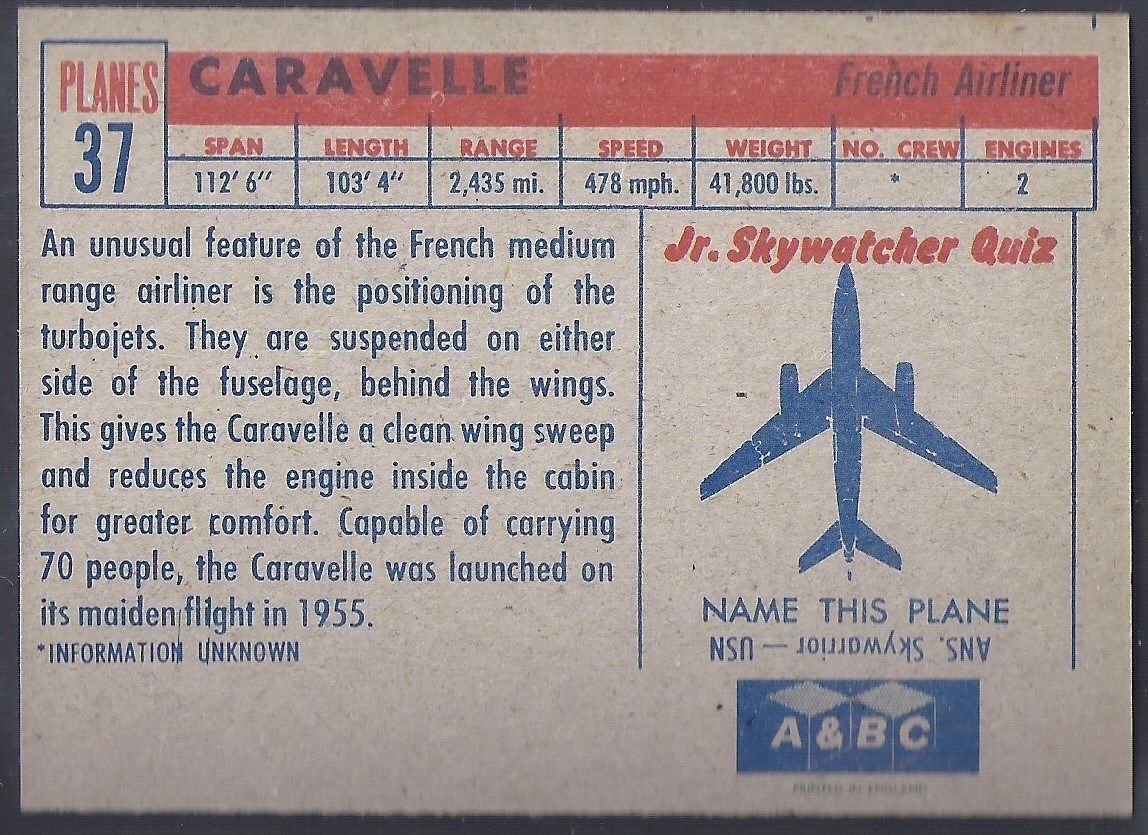 PLANES
37
CARAVELLE French Airliner
SPAN LENGTH RANGE SPEED WEIGHT NO. CREW ENGINES
112' 6" 103' 4" 2,435 mi. 478 mph. 41,800 lbs. * 2
An unusual feature of the French medium
range airliner is the positioning of the
turbojets. They are suspended on either
side of the fuselage, behind the wings.
This gives the Caravelle a clean wing sweep
and reduces the engine inside the cabin
for greater comfort. Capable of carrying
70 people, the Caravelle was launched on
its maiden flight in 1955.
*INFORMATION UNKNOWN
Jr. Skywatcher Quiz
NAME THIS PLANE
ANS. Skywarrior — USN
A & B C
PRINTED IN ENGLAND